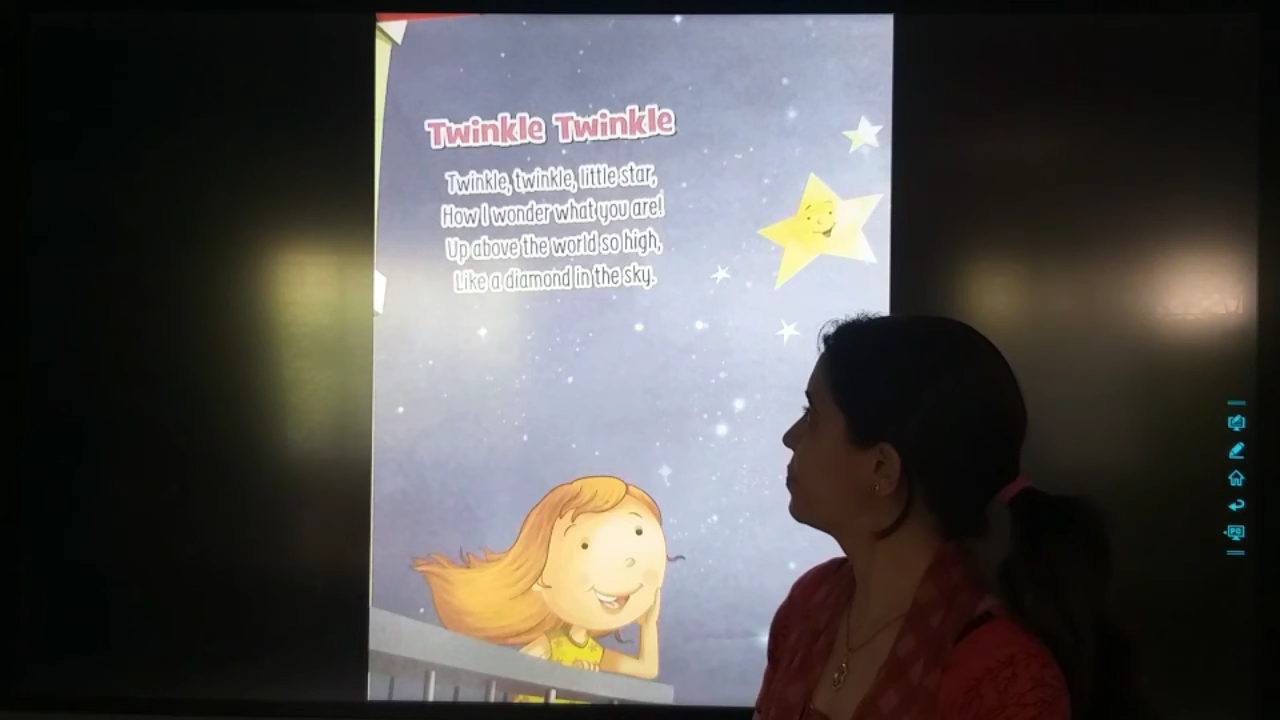 Twinkle Twinkle
Twinkle, twinkle, little star,
How I wonder what you are!
Up above the world so high,
Like a diamond in the sky.